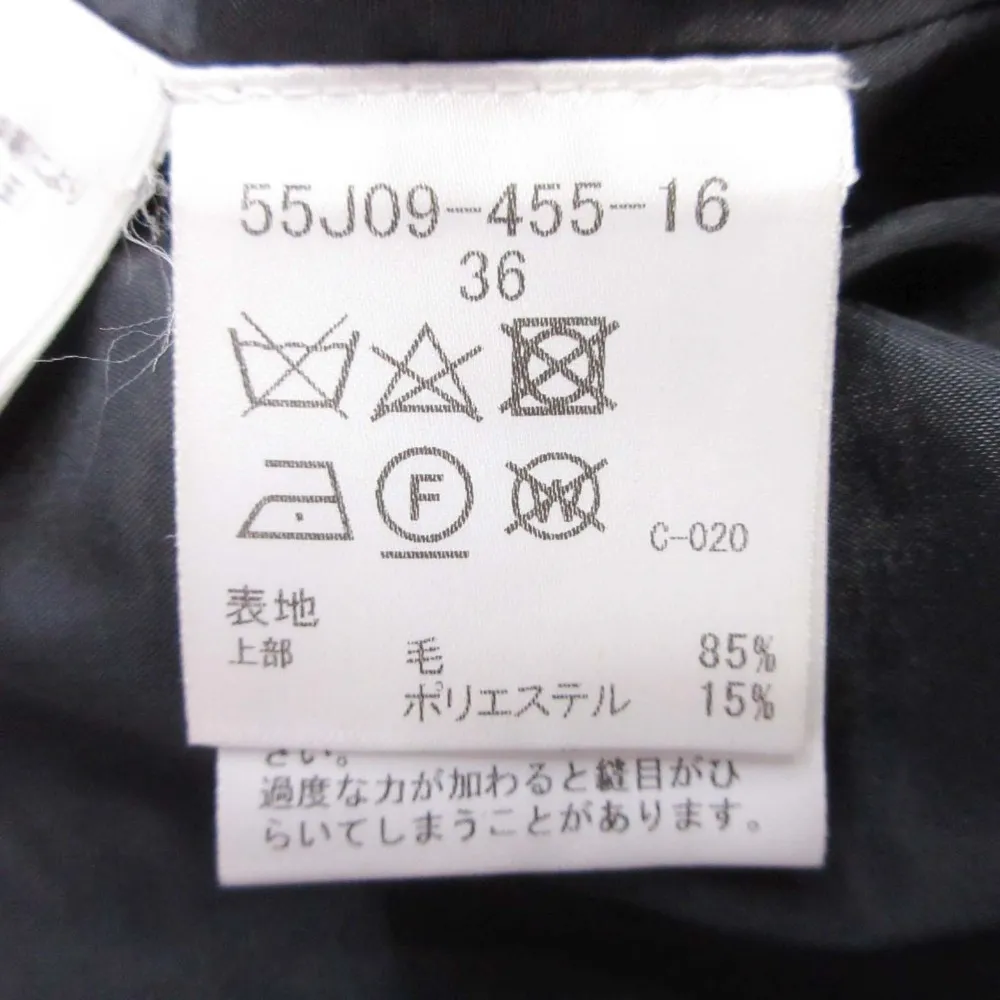 55J09-455-16
36
F
W
C-020
表地
上部 毛 85%
ポリエステル 15%
さい。
過度な力が加わると縫目がひ
らいてしまうことがあります。